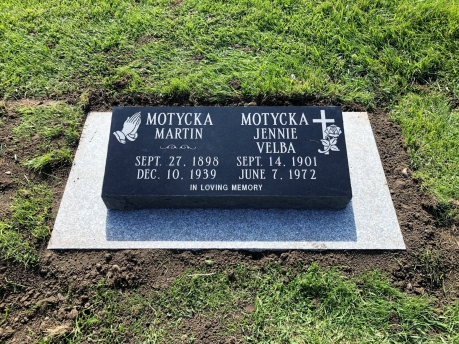 MOTYCKA
MARTIN
SEPT. 27, 1898
DEC. 10, 1939
MOTYCKA
JENNIE
VELBA
SEPT. 14, 1901
JUNE 7, 1972
IN LOVING MEMORY